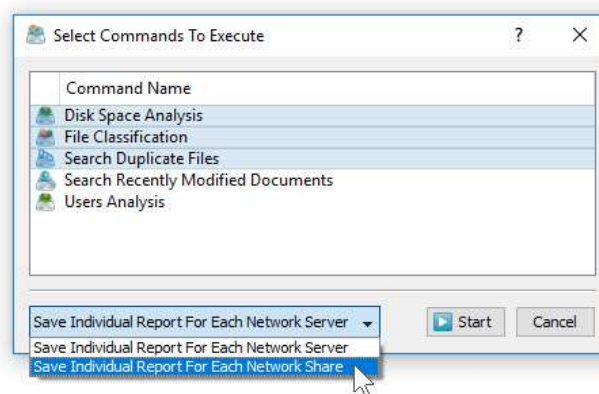 Select Commands To Execute ?
Command Name
Disk Space Analysis
File Classification
Search Duplicate Files
Search Recently Modified Documents
Users Analysis
Save Individual Report For Each Network Server Start Cancel
Save Individual Report For Each Network Server
Save Individual Report For Each Network Share